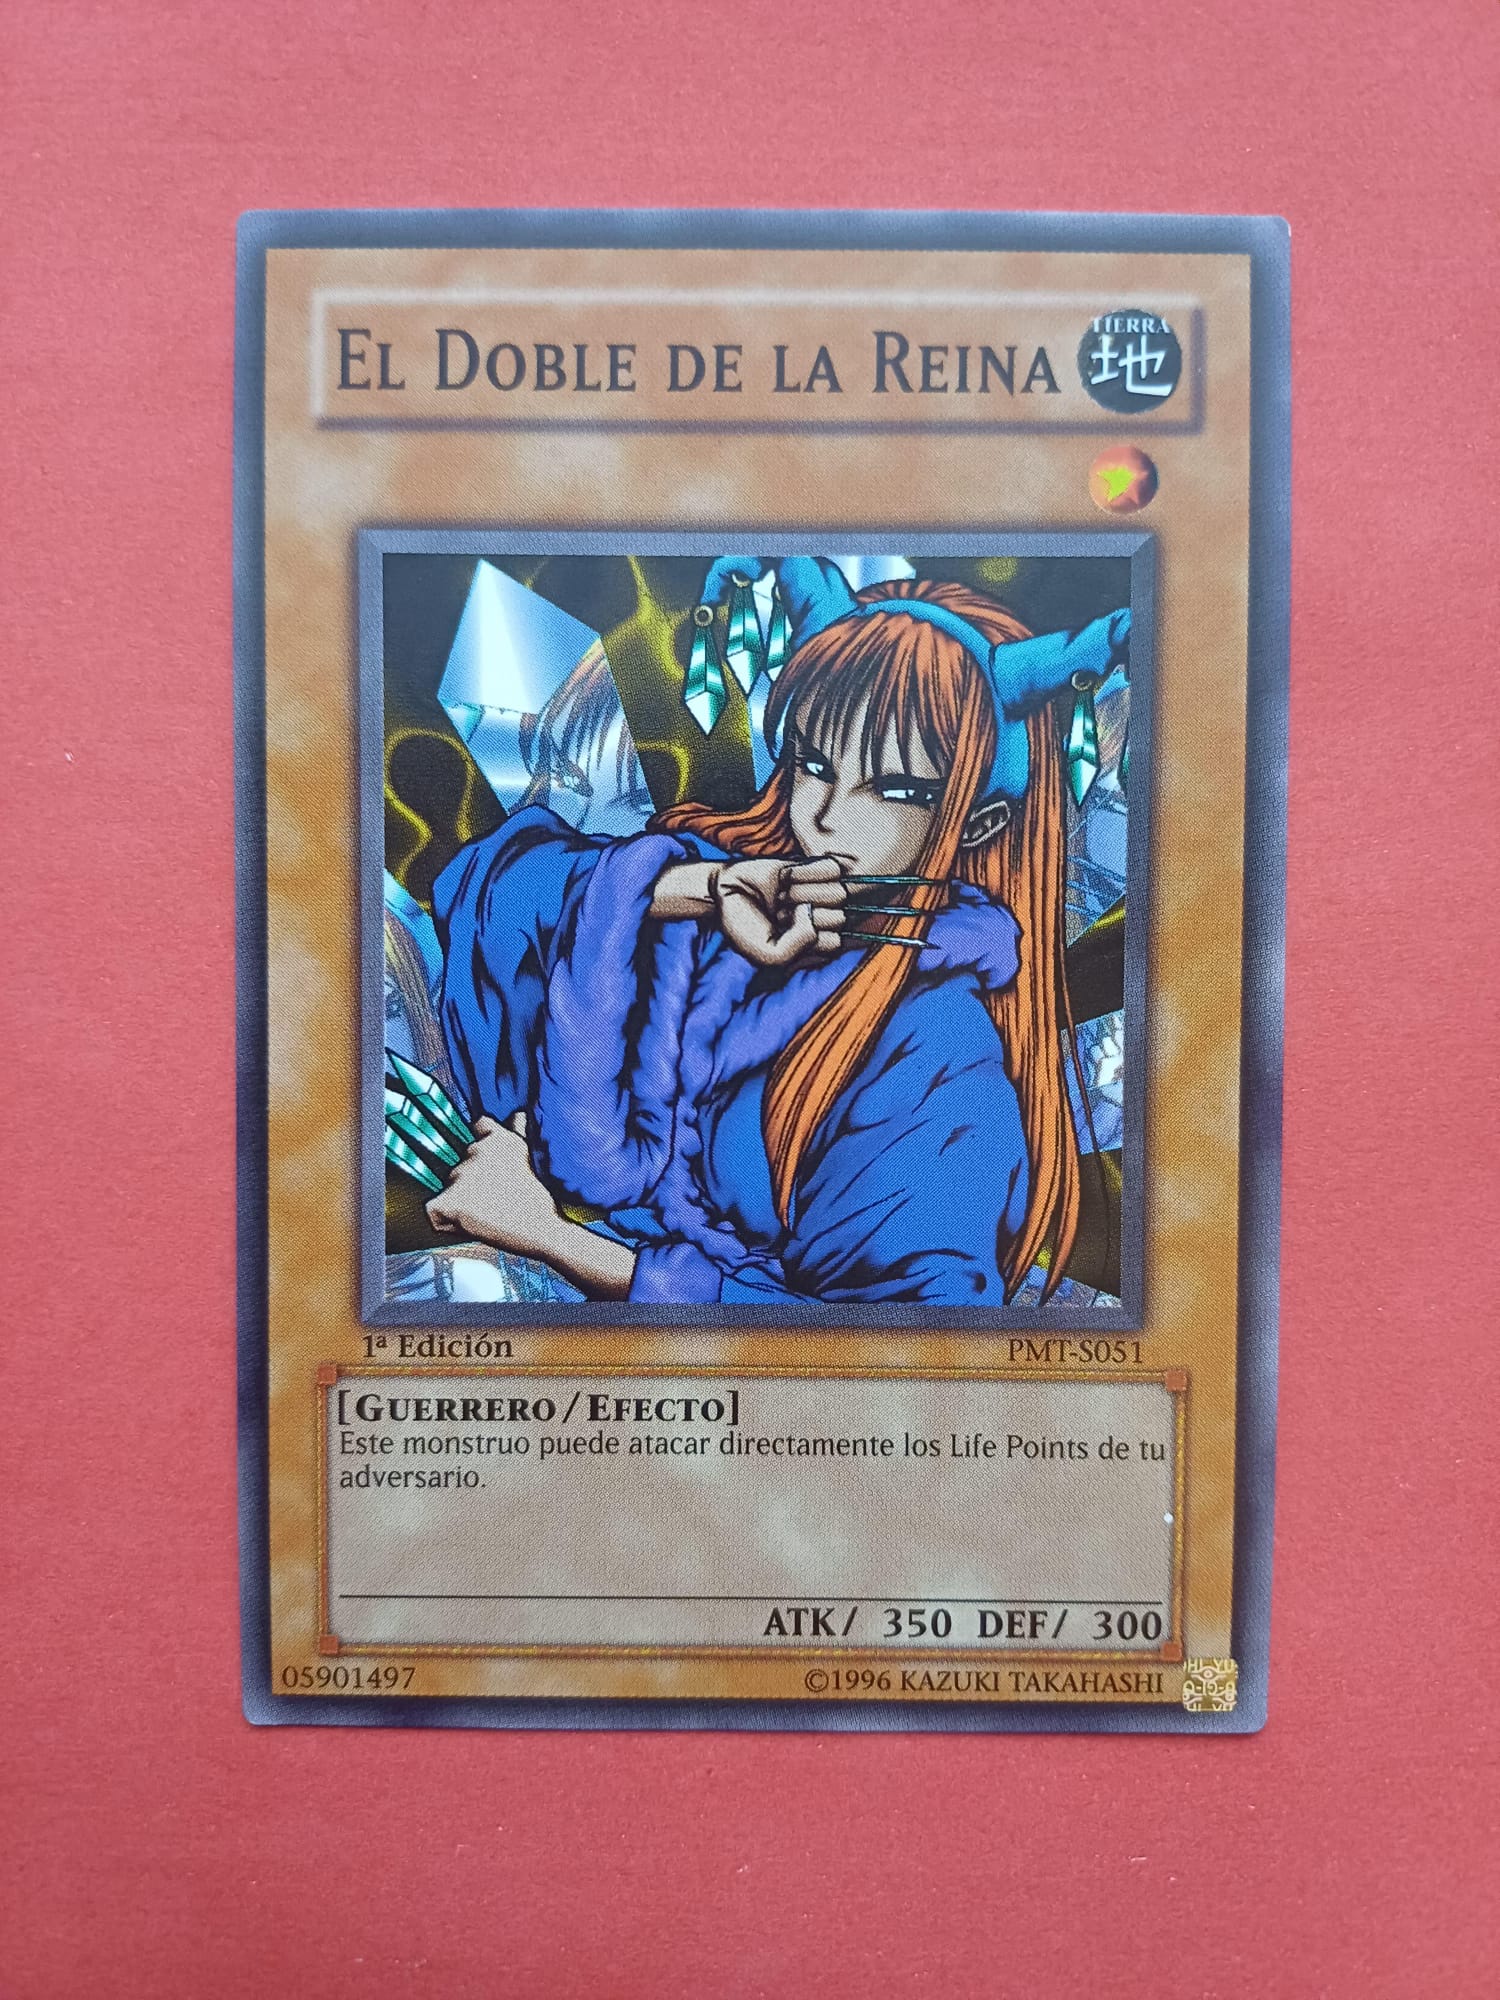 El Doble de la Reina
TIERRA
地
1ª Edición
PMT-S051
[Guerrero/Efecto]
Este monstruo puede atacar directamente los Life Points de tu
adversario.
ATK/ 350 DEF/ 300
05901497
©1996 KAZUKI TAKAHASHI